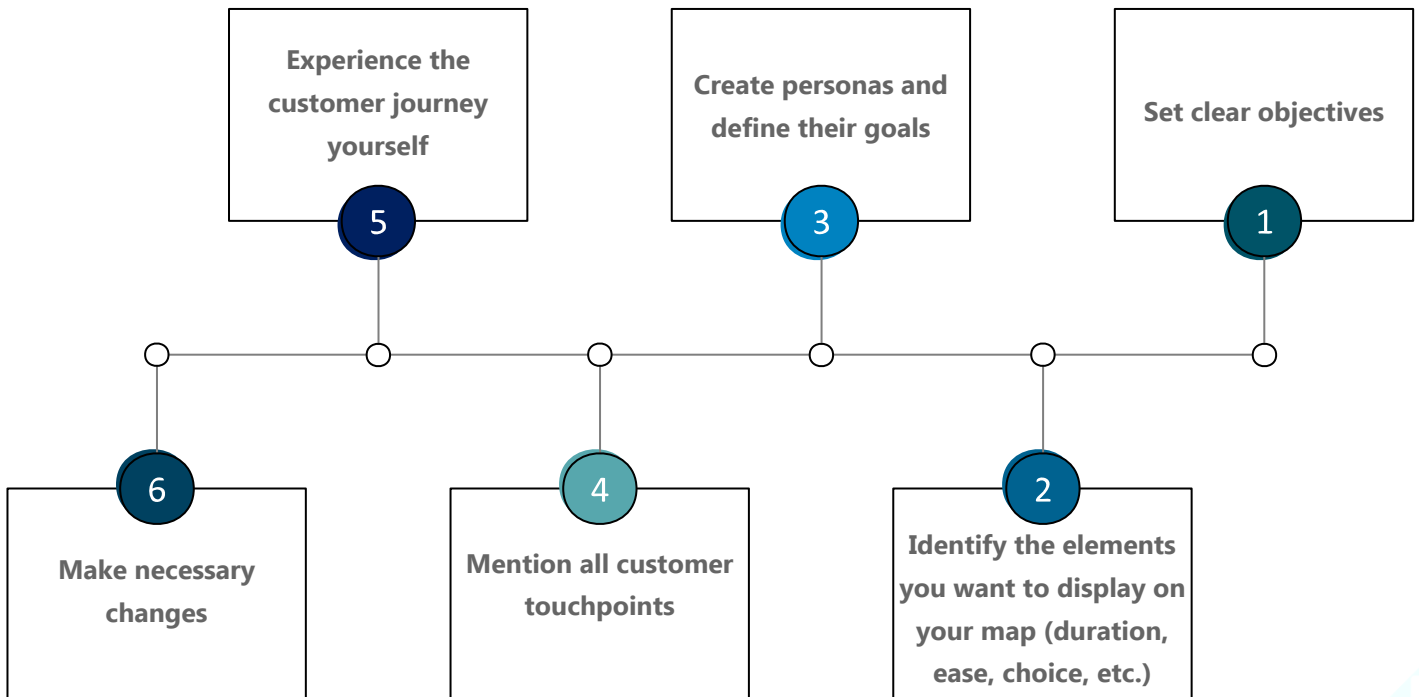 Set clear objectives
1
2
Identify the elements
you want to display on
your map (duration,
ease, choice, etc.)
Create personas and
define their goals
3
4
Mention all customer
touchpoints
Experience the
customer journey
yourself
5
6
Make necessary
changes